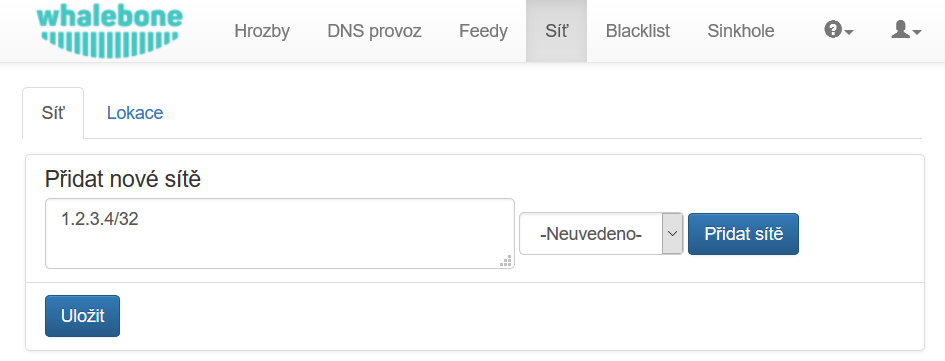 whalebone
Hrozby DNS provoz Feedy Síť Blacklist Sinkhole
Síť Lokace
Přidat nové sítě
1.2.3.4/32
-Neuvedeno- Přidat sítě
Uložit